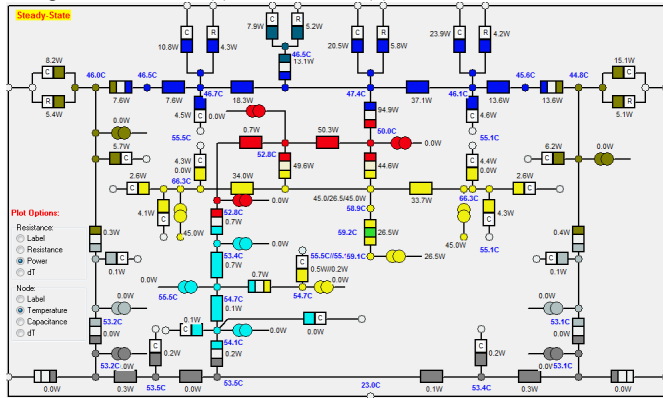 Steady-State
7.9W C R 5.2W
C R C R C R
10.8W 4.3W 46.5C 20.5W 5.8W 23.9W 4.2W
13.1W
8.2W 15.1W
C C
46.0C 46.5C 46.7C 47.4C 46.1C 45.6C 44.8C
R R
7.6W 7.6W 18.3W 37.1W 13.6W 13.6W
5.4W 5.1W
4.5W 0.0W 94.9W 4.6W
C C
55.5C 0.7W 50.3W 50.0C 55.1C
0.0W 0.0W 0.0W
5.7W 52.8C 6.2W
C 4.3W 49.6W 44.6W 4.4W C
0.0W 0.0W
2.6W 66.3C 34.0W 33.7W 66.3C 2.6W
C C
4.1W C 45.0W 52.8C 0.0W 45.0/26.5/45.0W 58.9C 45.0W C 4.3W
Plot Options:
Resistance:
Label
Resistance
Power
dT
0.3W 0.7W 59.2C 26.5W 55.1C 0.4W
53.4C 0.0W 55.5C//55.
69.1C 26.5W
C 0.1W 0.7W 0.7W C 0.5W//0.2W C 0.1W
0.0W 0.0W
55.5C 54.7C 54.7C
Node:
Label
Temperature
Capacitance
dT
0.0W 0.1W 0.0W
53.2C 0.1W C 0.0W C 53.1C
0.0W 0.0W 0.0W
54.1C
0.0W C 0.2W 0.2W C 0.2W 0.0W
53.2C 53.1C
0.0W 0.3W 53.5C 0.0W 53.5C 23.0C 0.1W 53.4C 0.3W 0.0W